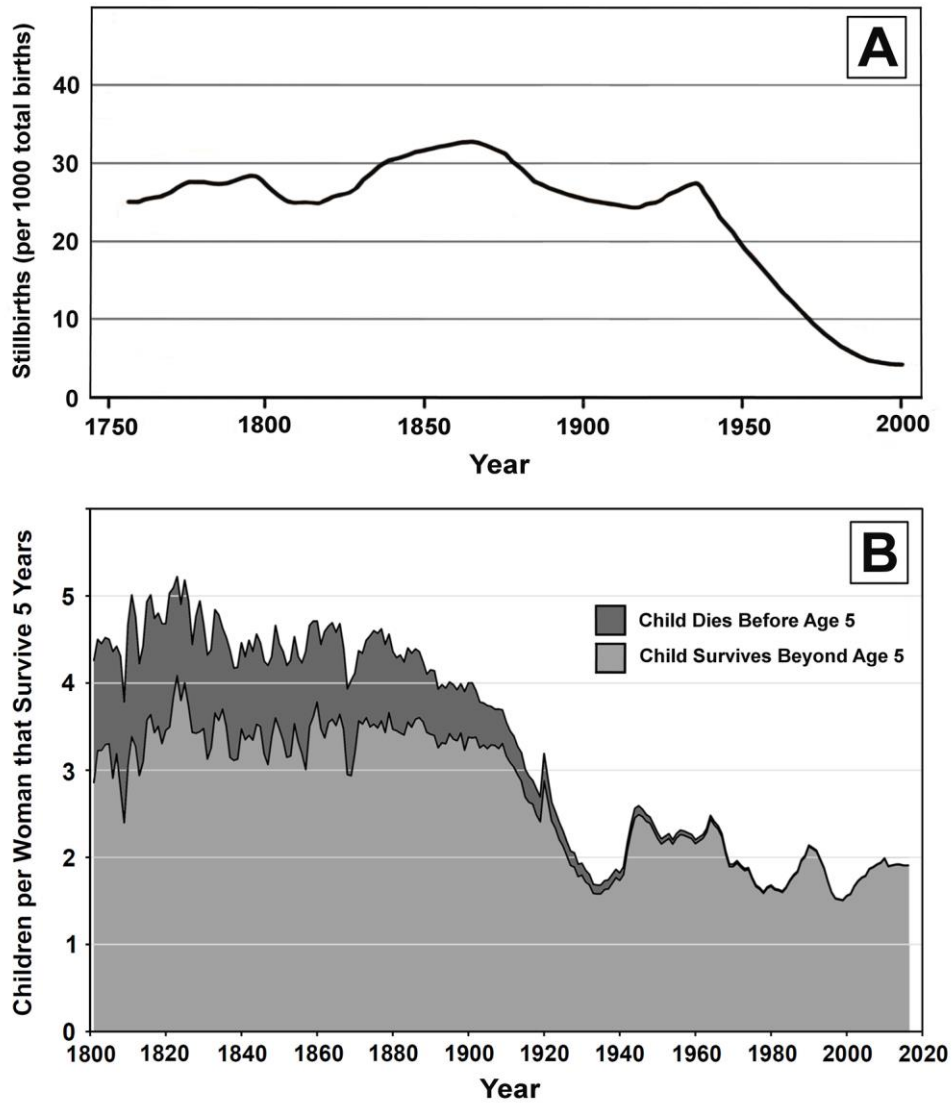 A
Stillbirths (per 1000 total births)
40
30
20
10
0
1750 1800 1850 1900 1950 2000
Year
B
Children per Woman that Survive 5 Years
Child Dies Before Age 5
Child Survives Beyond Age 5
5
4
3
2
1
0
1800 1820 1840 1860 1880 1900 1920 1940 1960 1980 2000 2020
Year